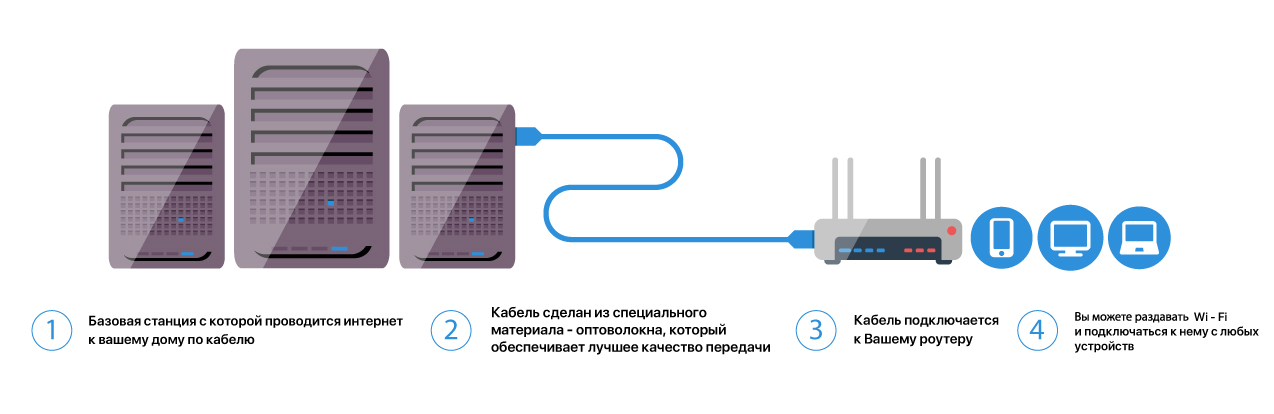 1
Базовая станция с которой проводится интернет
к вашему дому по кабелю
2
Кабель сделан из специального
материала - оптоволокна, который
обеспечивает лучшее качество передачи
3
Кабель подключается
к Вашему роутеру
4
Вы можете раздавать Wi - Fi
и подключаться к нему с любых
устройств